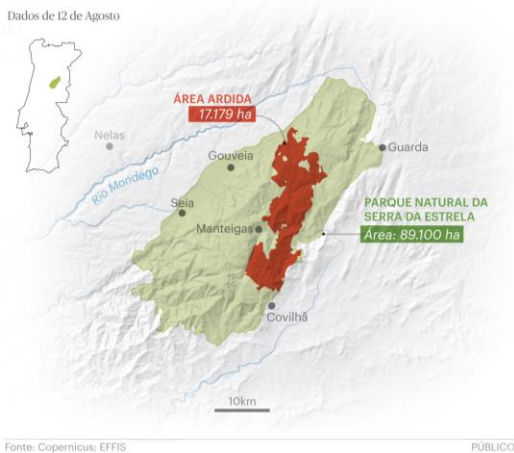 Dados de 12 de Agosto
ÁREA ARDIDA
17.179 ha
Nelas
Guarda
Gouveia
Rio Mondego
Seia
PARQUE NATURAL DA
SERRA DA ESTRELA
Área: 89.100 ha
Manteigas
Covilhã
10km
Fonte: Copernicus; EFFIS
PÚBLICO